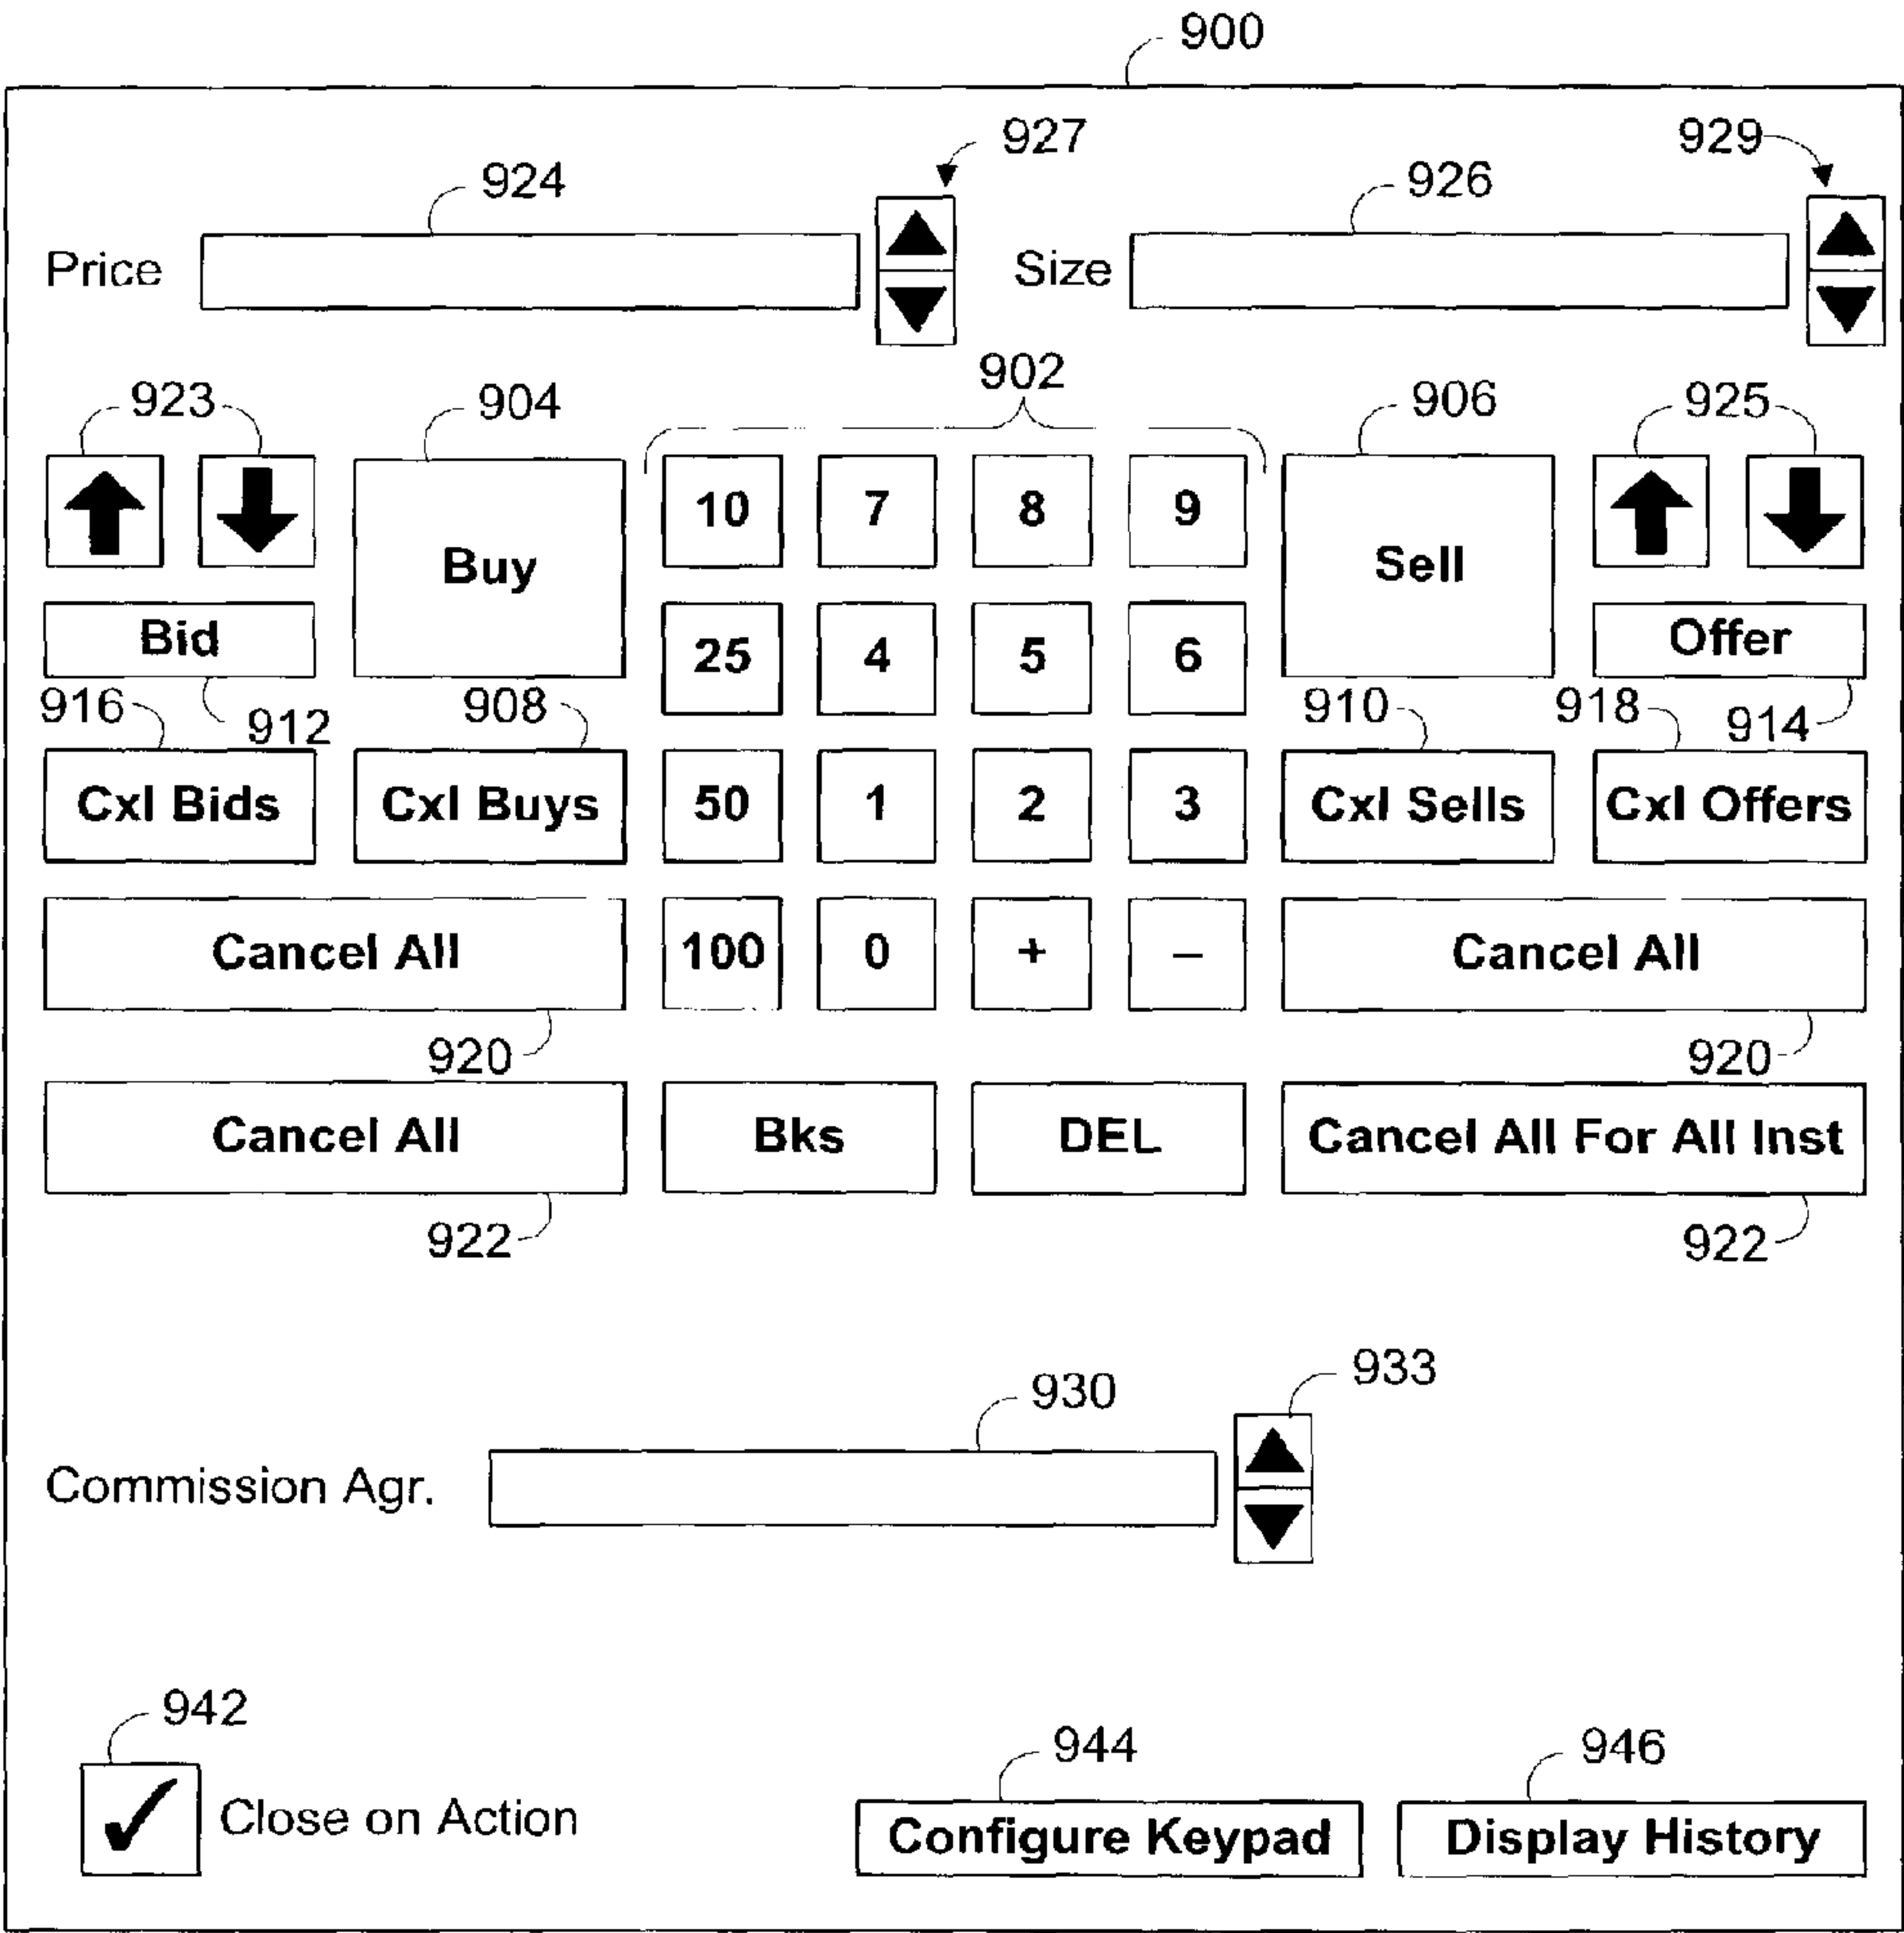 900
927 929
924 926
Price Size
902
923 904 906 925
10 7 8 9
Buy Sell
Bid 25 4 5 6 Offer
916 912 908 910 918 914
Cxl Bids Cxl Buys 50 1 2 3 Cxl Sells Cxl Offers
Cancel All 100 0 + – Cancel All
920 920
Cancel All Bks DEL Cancel All For All Inst
922 922
933
930
Commission Agr.
942
944 946
Close on Action Configure Keypad Display History